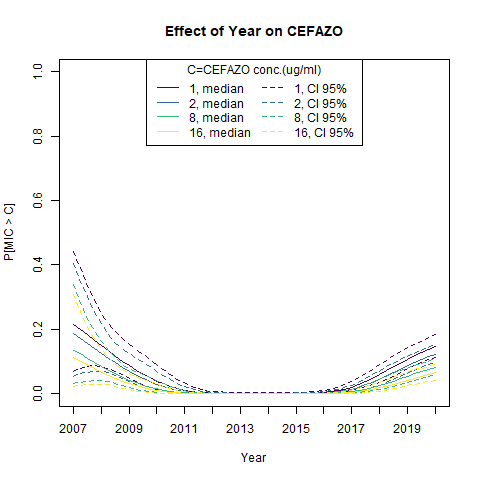 Effect of Year on CEFAZO
C=CEFAZO conc.(ug/ml)
1, median 1, CI 95%
2, median 2, CI 95%
8, median 8, CI 95%
16, median 16, CI 95%
P[MIC > C]
1.0
0.8
0.6
0.4
0.2
0.0
2007 2009 2011 2013 2015 2017 2019
Year